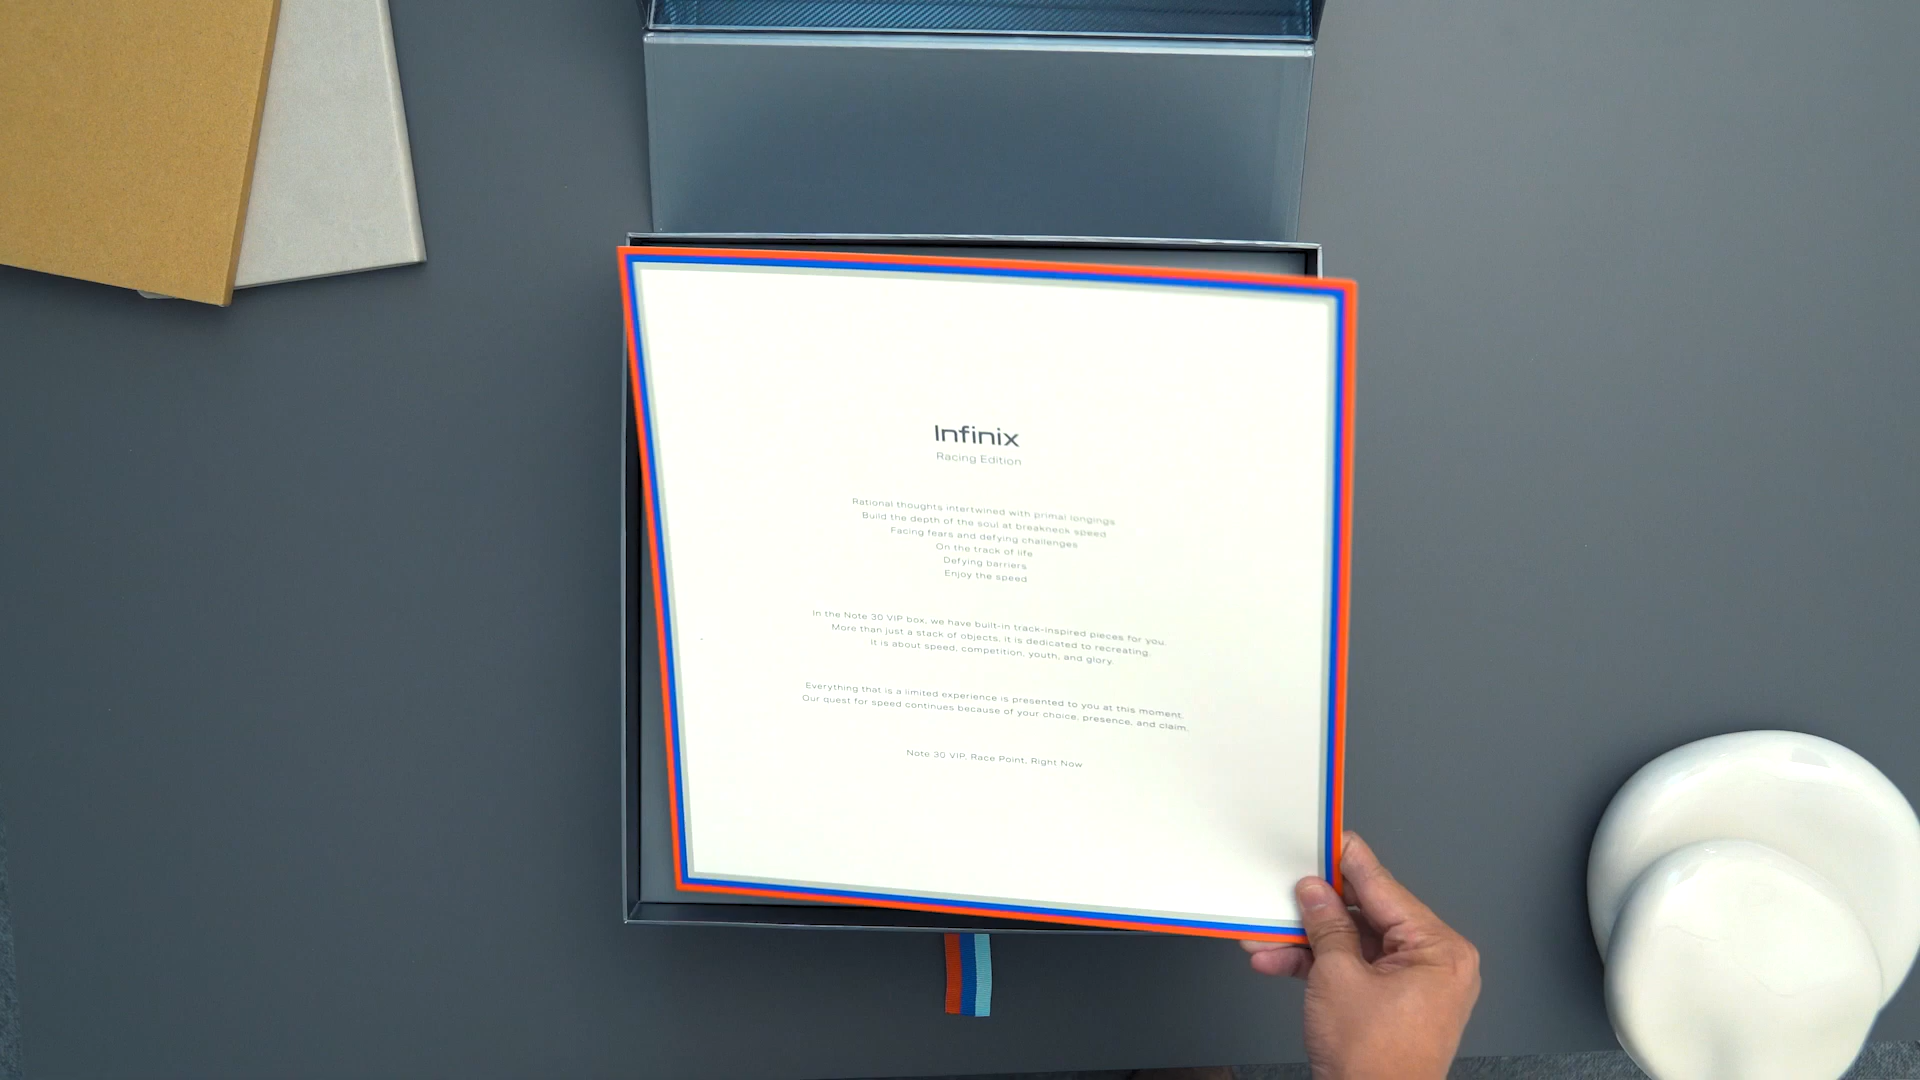 Infinix
Racing Edition
Rational thoughts intertwined with primal longings
Build the depth of the soul at breakneck speed
Facing fears and defying challenges
On the track of life
Defying barriers
Enjoy the speed
In the Note 30 VIP box, we have built-in track-inspired pieces for you.
More than just a stack of objects, it is dedicated to recreating.
It is about speed, competition, youth, and glory.
Everything that is a limited experience is presented to you at this moment,
Our quest for speed continues because of your choice, presence, and claim.
Note 30 VIP, Race Point, Right Now